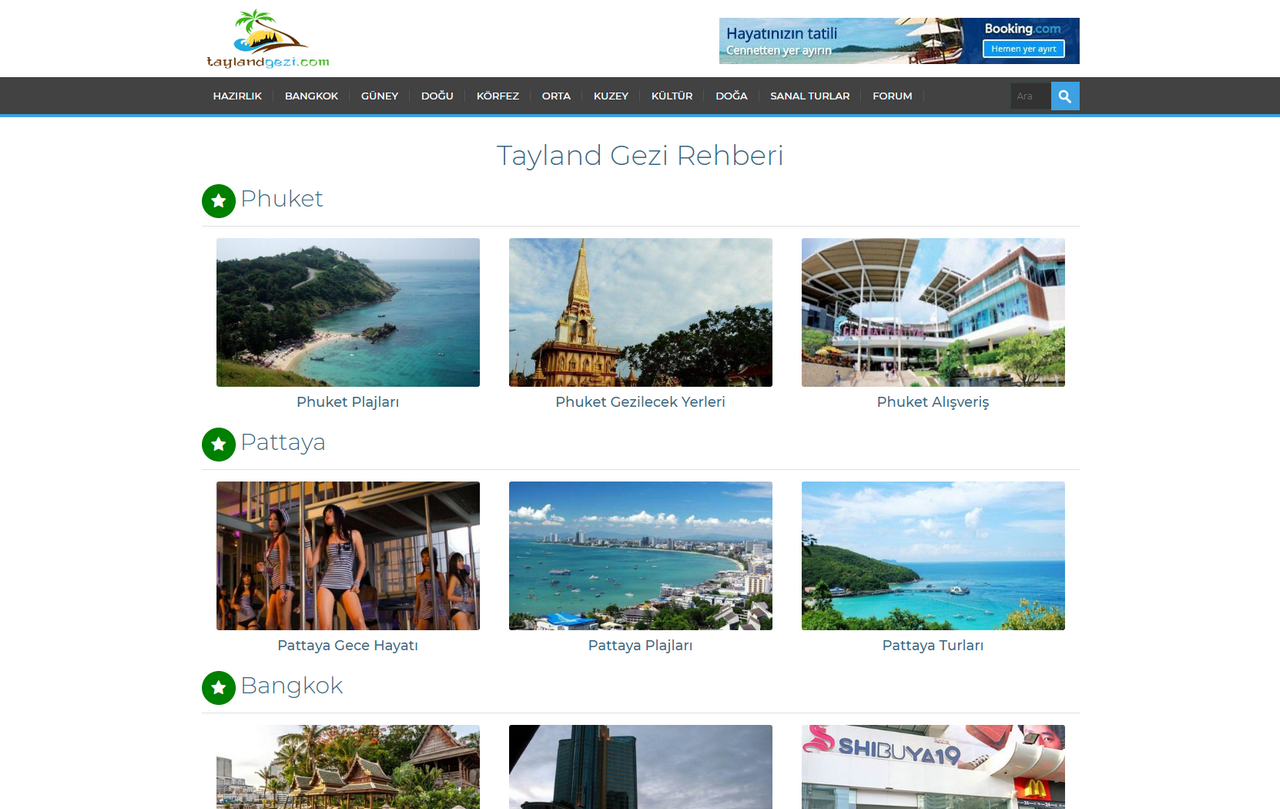 taylandgezi.com
Hayatınızın tatili
Cennetten yer ayırın
Booking.com
Hemen yer ayırt
HAZIRLIK BANGKOK GÜNEY DOĞU KÖRFEZ ORTA KUZEY KÜLTÜR DOĞA SANAL TURLAR FORUM
Ara
Tayland Gezi Rehberi
Phuket
Phuket Plajları
Phuket Gezilecek Yerleri
Phuket Alışveriş
Pattaya
Pattaya Gece Hayatı
Pattaya Plajları
Pattaya Turları
Bangkok
SHIBUYA19